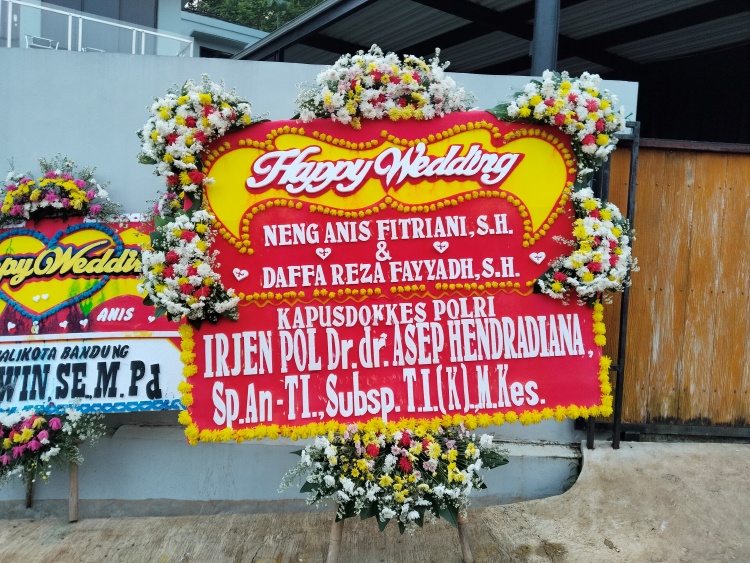 Happy Wedding
NENG ANIS FITRIANI, S.H.
&
DAFFA REZA FAYYADH, S.H.
KAPUSDOKKES POLRI
IRJEN POL Dr. dr. ASEP HENDRADIANA,
Sp.An-TI., Subsp. T.I.(K)., M.Kes.
ppy Wedding
ANIS
ALIKOTA BANDUNG
WIN SE.M.Pd